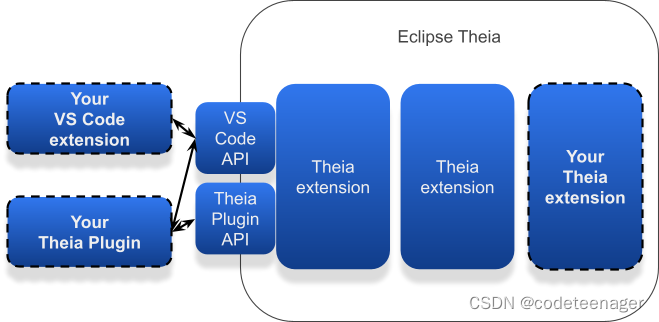 Eclipse Theia
Your
VS Code
extension
Your
Theia Plugin
VS
Code
API
Theia
Plugin
API
Theia
extension
Theia
extension
Your
Theia
extension
CSDN @codeteenager